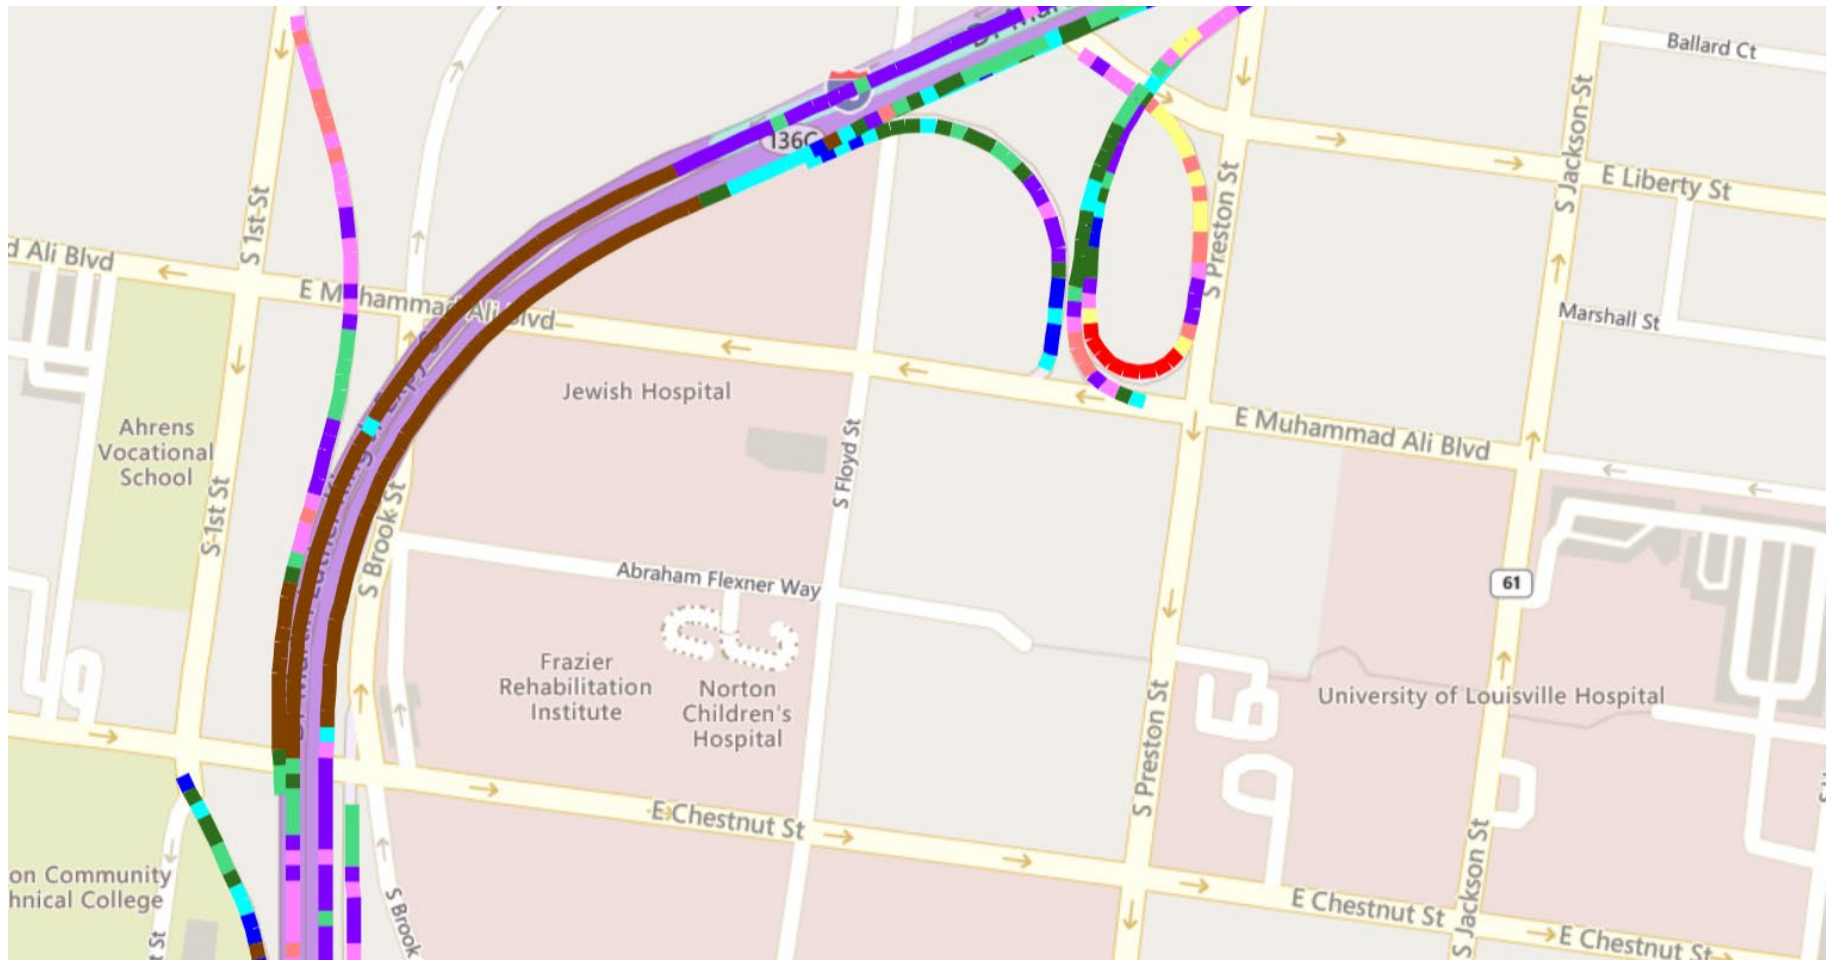 Ballard Ct
S Jackson St
136C
E Liberty St
S 1st St
S Preston St
d Ali Blvd
E Muhammad Ali Blvd
Marshall St
Jewish Hospital
E Muhammad Ali Blvd
Ahrens
Vocational
School
S Floyd St
S 1st St
S Brook St
Abraham Flexner Way
61
Frazier
Rehabilitation
Institute
Norton
Children's
Hospital
University of Louisville Hospital
S Preston St
E Chestnut St
S Jackson St
on Community
hnical College
S Brook
E Chestnut St
E Chestnut St
t St